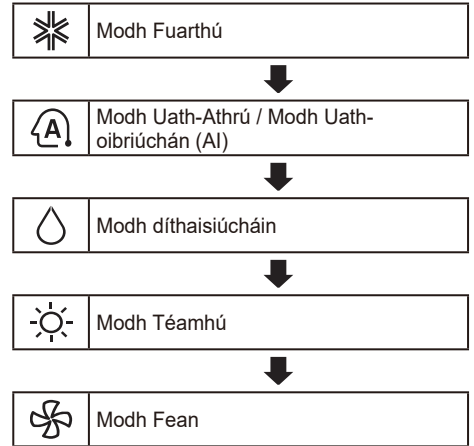 Modh Fuarthú
A
Modh Uath-Athrú / Modh Uath-
oibriúchán (AI)
Modh díthaisiúcháin
Modh Téamhú
Modh Fean